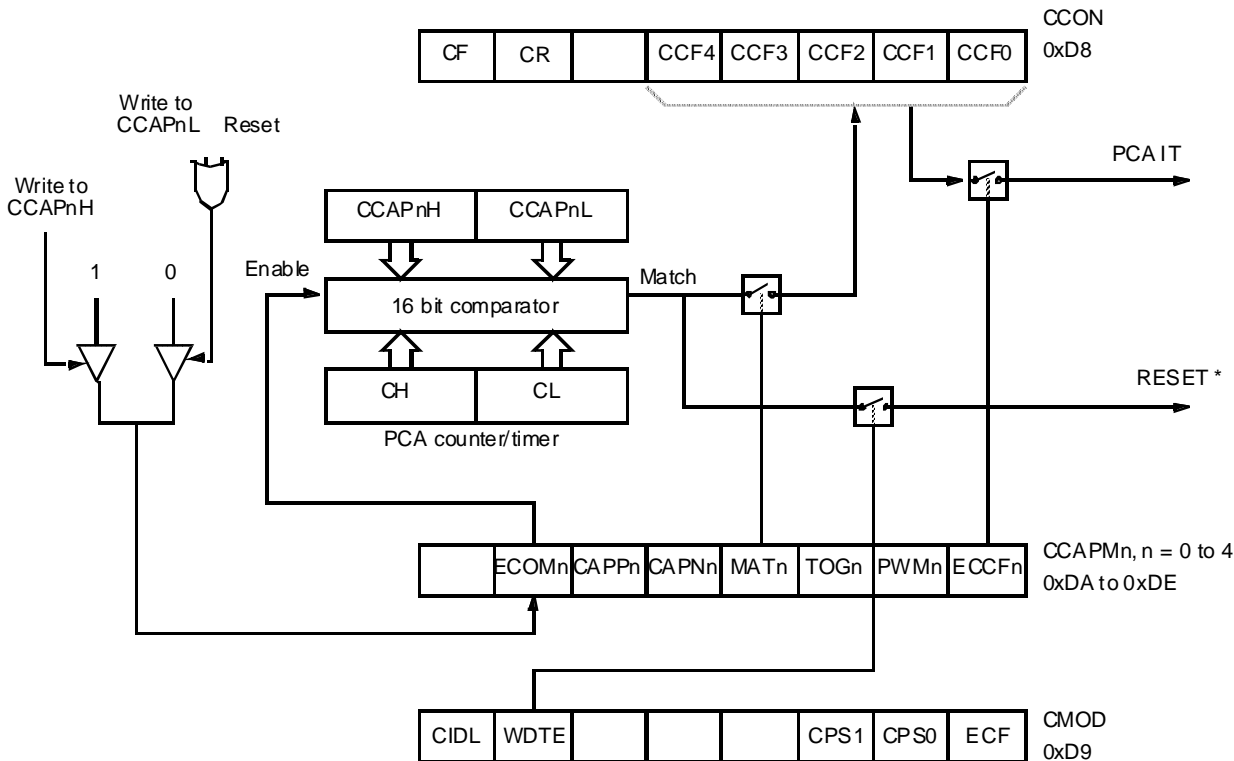 CCON
0xD8
CF CR CCF4 CCF3 CCF2 CCF1 CCF0
Write to
CCAPnL Reset
Write to
CCAPnH
PCA IT
CCAPnH CCAPnL
1 0
Enable
Match
16 bit comparator
CH CL
RESET *
PCA counter/timer
ECOMn CAPPn CAPNn MATn TOGn PWMn ECCFn
CCAPMn, n = 0 to 4
0xDA to 0xDE
CIDL WDTE CPS1 CPS0 ECF
CMOD
0xD9